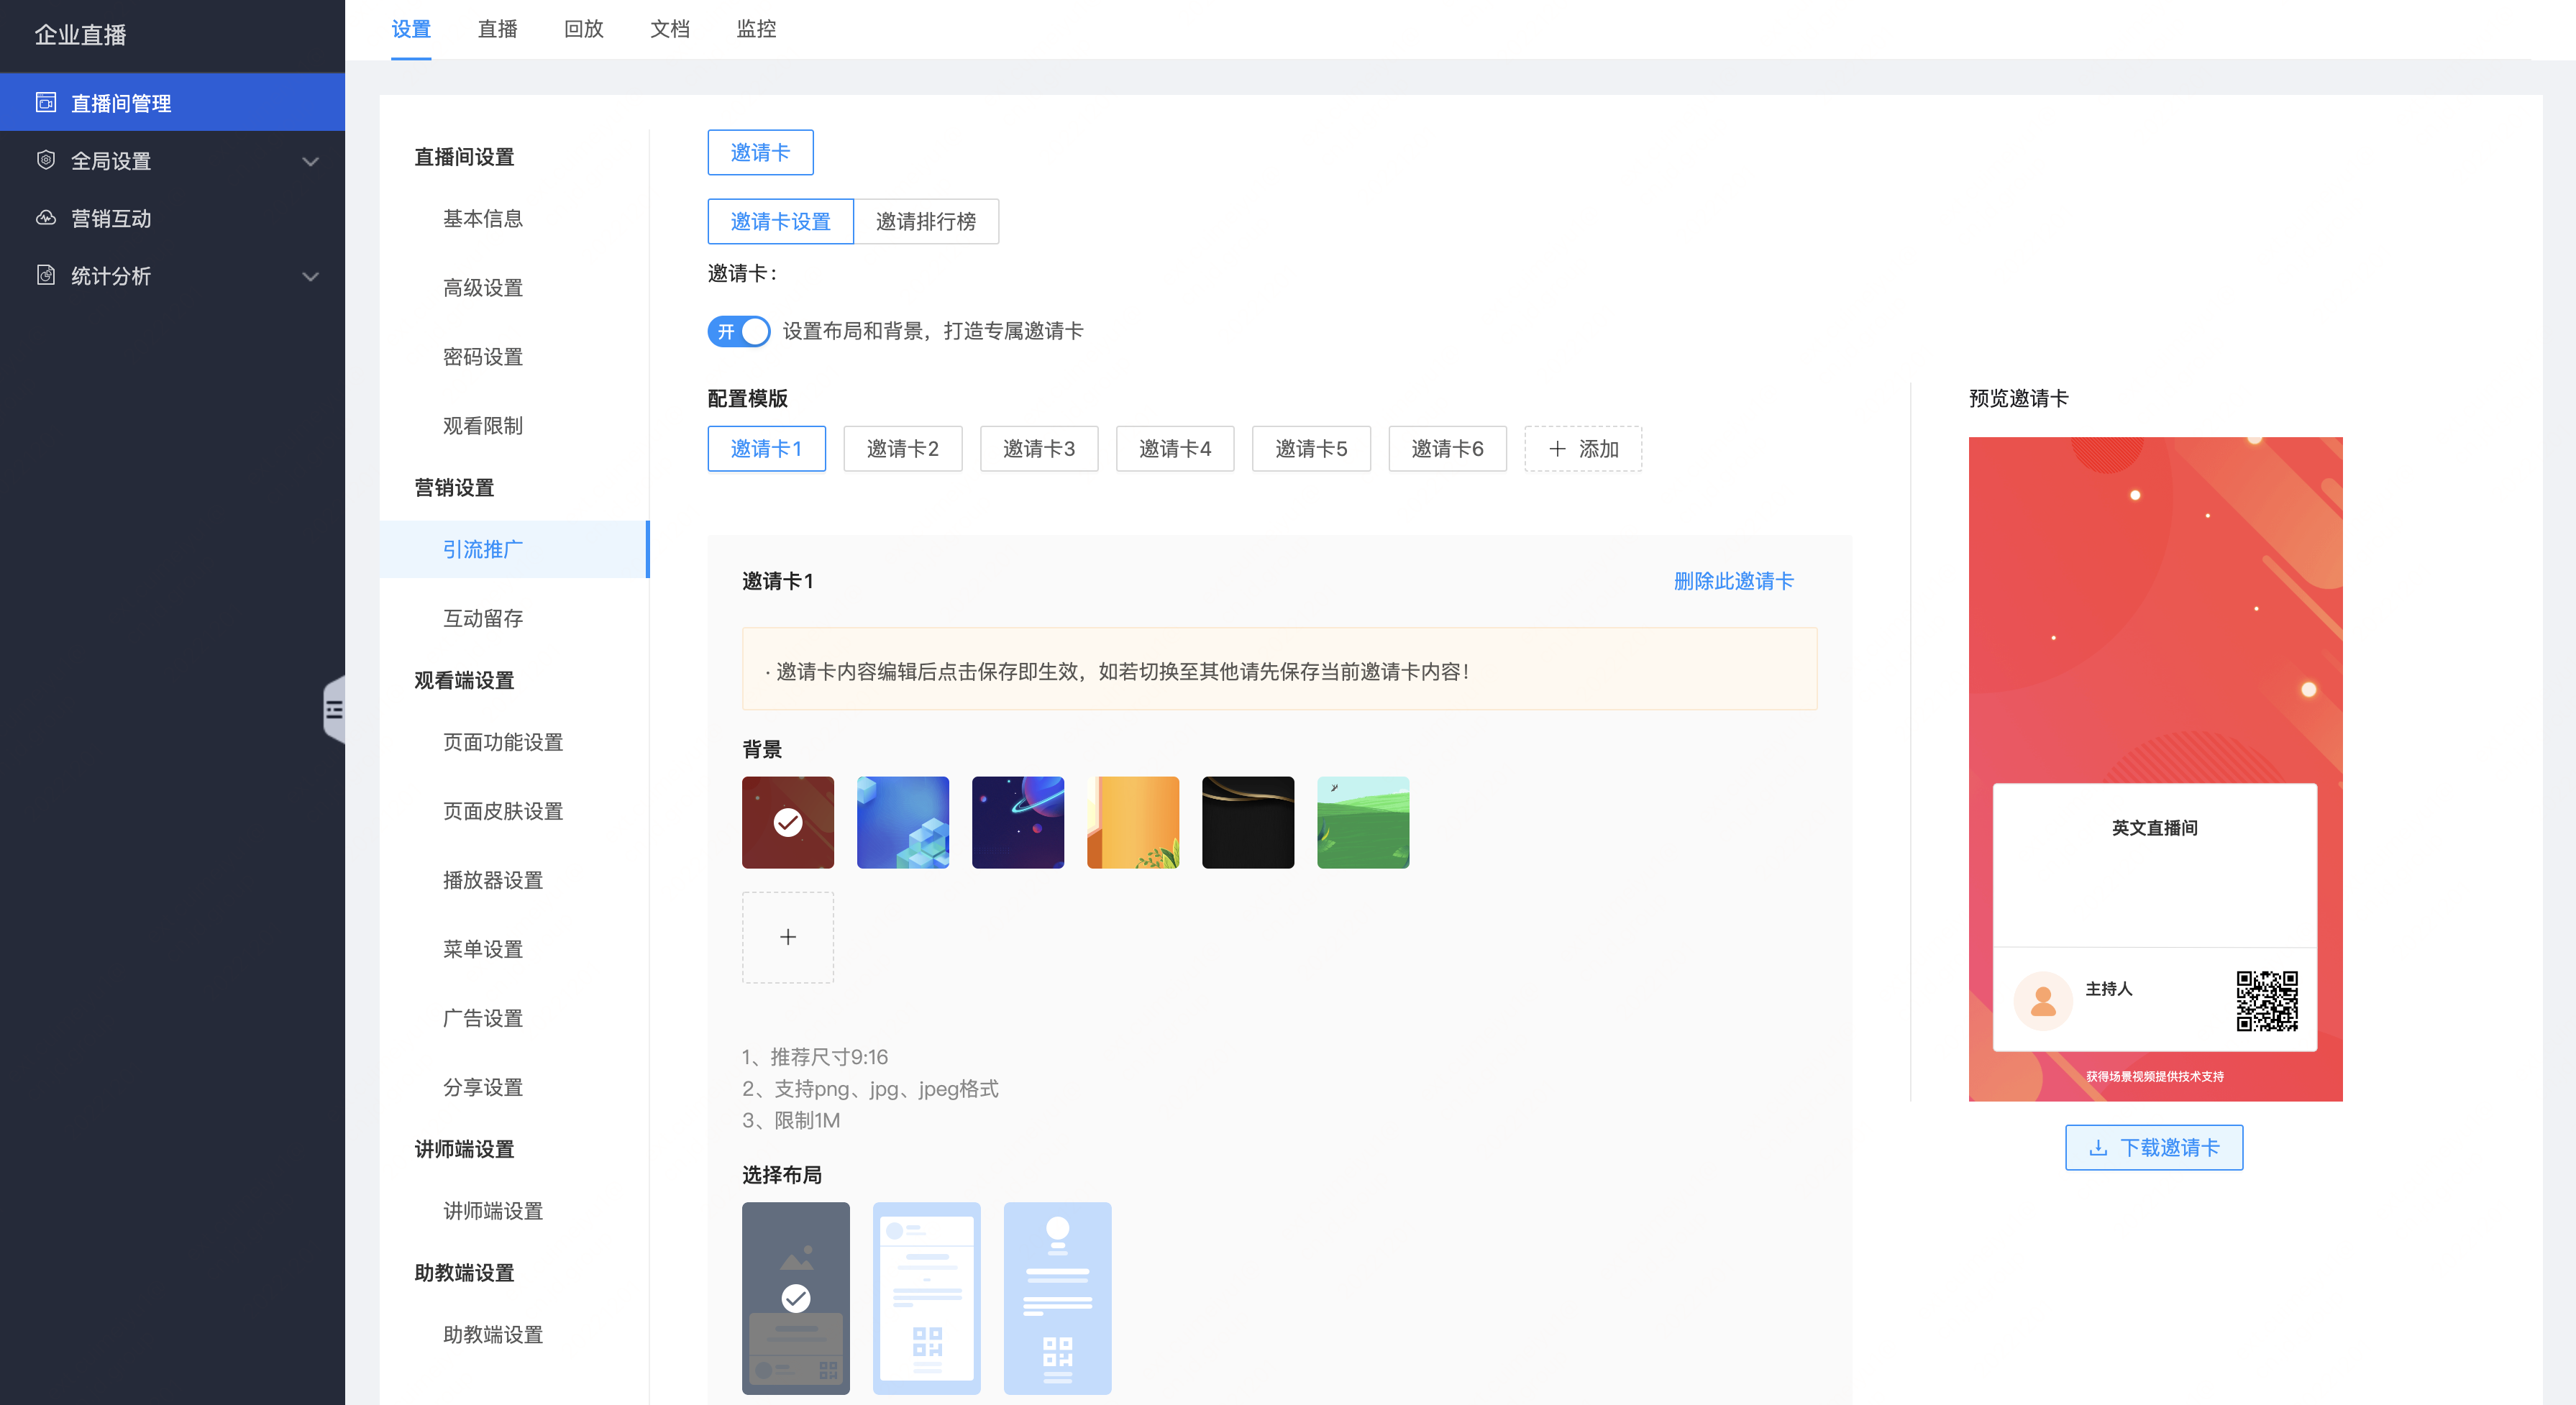 企业直播
直播间管理
全局设置
营销互动
统计分析
设置 直播 回放 文档 监控
直播间设置
基本信息
高级设置
密码设置
观看限制
营销设置
引流推广
互动留存
观看端设置
页面功能设置
页面皮肤设置
播放器设置
菜单设置
广告设置
分享设置
讲师端设置
讲师端设置
助教端设置
助教端设置
邀请卡
邀请卡设置 邀请排行榜
邀请卡：
开 设置布局和背景，打造专属邀请卡
配置模版
邀请卡1 邀请卡2 邀请卡3 邀请卡4 邀请卡5 邀请卡6 添加
邀请卡1 删除此邀请卡
· 邀请卡内容编辑后点击保存即生效，如若切换至其他请先保存当前邀请卡内容！
背景
1、推荐尺寸9:16
2、支持png、jpg、jpeg格式
3、限制1M
选择布局
预览邀请卡
英文直播间
主持人
获得场景视频提供技术支持
下载邀请卡